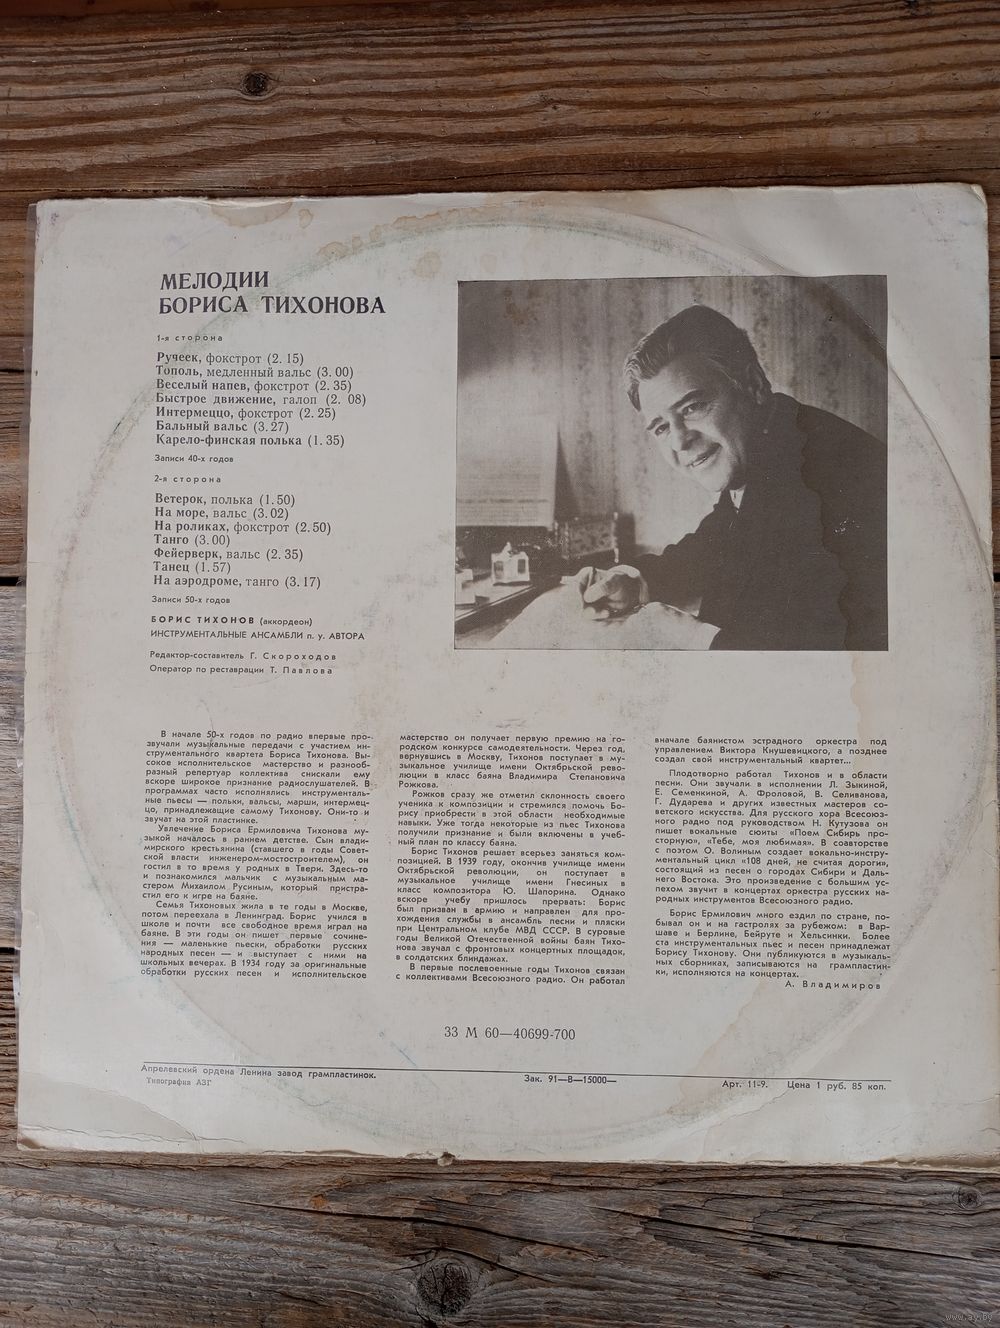 МЕЛОДИИ
БОРИСА ТИХОНОВА
1-я сторона
Ручеек, фокстрот (2. 15)
Тополь, медленный вальс (3. 00)
Веселый напев, фокстрот (2. 35)
Быстрое движение, галоп (2. 08)
Интермеццо, фокстрот (2. 25)
Бальный вальс (3. 27)
Карело-финская полька (1. 35)
Записи 40-х годов
2-я сторона
Ветерок, полька (1. 50)
На море, вальс (3. 02)
На роликах, фокстрот (2. 50)
Танго (3. 00)
Фейерверк, вальс (2. 35)
Танец (1. 57)
На аэродроме, танго (3. 17)
Записи 50-х годов
БОРИС ТИХОНОВ (аккордеон)
ИНСТРУМЕНТАЛЬНЫЕ АНСАМБЛИ п. у. АВТОРА
Редактор-составитель Г. Скороходов
Оператор по реставрации Т. Павлова
В начале 50-х годов по радио впервые про-
звучали музыкальные передачи с участием ин-
струментального квартета Бориса Тихонова. Вы-
сокое исполнительское мастерство и разнооб-
разный репертуар коллектива снискали ему
вскоре широкое признание радиослушателей. В
программах часто исполнялись инструменталь-
ные пьесы — польки, вальсы, марши, интермец-
цо, принадлежащие самому Тихонову. Они-то и
звучат на этой пластинке.
Увлечение Бориса Ермиловича Тихонова му-
зыкой началось в раннем детстве. Сын влади-
мирского крестьянина (ставшего в годы Совет-
ской власти инженером-мостостроителем), он
гостил в то время у родных в Твери. Здесь-то
и познакомился мальчик с музыкальным ма-
стером Михаилом Русиным, который пристра-
стил его к игре на баяне.
Семья Тихоновых жила в те годы в Москве,
потом переехала в Ленинград. Борис учился в
школе и почти все свободное время играл на
баяне. В эти годы он пишет первые сочине-
ния — маленькие пьески, обработки русских
народных песен — и выступает с ними на
школьных вечерах. В 1934 году за оригинальные
обработки русских песен и исполнительское
мастерство он получает первую премию на го-
родском конкурсе самодеятельности. Через год,
вернувшись в Москву, Тихонов поступает в му-
зыкальное училище имени Октябрьской рево-
люции в класс баяна Владимира Степановича
Рожкова.
Рожков сразу же отметил склонность своего
ученика к композиции и стремился помочь Бо-
рису приобрести в этой области необходимые
навыки. Уже тогда некоторые из пьес Тихонова
получили признание и были включены в учеб-
ный план по классу баяна.
Борис Тихонов решает всерьез заняться ком-
позицией. В 1939 году, окончив училище имени
Октябрьской революции, он поступает в
музыкальное училище имени Гнесиных в
класс композитора Ю. Шапорина. Однако
вскоре учебу пришлось прервать: Борис
был призван в армию и направлен для про-
хождения службы в ансамбль песни и пляски
при Центральном клубе МВД СССР. В суровые
годы Великой Отечественной войны баян Тихо-
нова звучал с фронтовых концертных площадок,
в солдатских блиндажах.
В первые послевоенные годы Тихонов связан
с коллективами Всесоюзного радио. Он работал
вначале баянистом эстрадного оркестра под
управлением Виктора Кнушевицкого, а позднее
создал свой инструментальный квартет...
Плодотворно работал Тихонов и в области
песни. Они звучали в исполнении Л. Зыкиной,
Е. Семенкиной, А. Фроловой, В. Селиванова,
Г. Дударева и других известных мастеров со-
ветского искусства. Для русского хора Всесоюз-
ного радио под руководством Н. Кутузова он
пишет вокальные сюиты «Поем Сибирь про-
сторную», «Тебе, моя любимая». В соавторстве
с поэтом О. Волиным создает вокально-инстру-
ментальный цикл «108 дней, не считая дороги»,
состоящий из песен о городах Сибири и Даль-
него Востока. Это произведение с большим ус-
пехом звучит в концертах оркестра русских на-
родных инструментов Всесоюзного радио.
Борис Ермилович много ездил по стране, по-
бывал он и на гастролях за рубежом: в Вар-
шаве и Берлине, Бейруте и Хельсинки. Более
ста инструментальных пьес и песен принадлежат
Борису Тихонову. Они публикуются в музыкаль-
ных сборниках, записываются на грампластин-
ки, исполняются на концертах.
А. Владимиров
33 М 60—40699-700
Апрелевский ордена Ленина завод грампластинок.
Типография АЗГ
Зак. 91—В—15000—
Арт. 11-9. Цена 1 руб. 85 коп.
www.ay.by